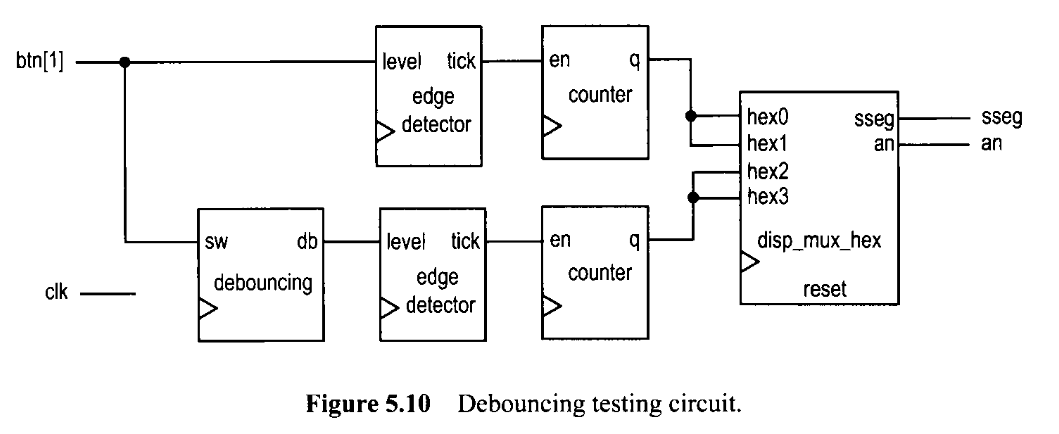 btn[1]
level tick
edge
detector
en q
counter
hex0
hex1
hex2
hex3
sseg
an
disp_mux_hex
reset
sseg
an
sw db
debouncing
level tick
edge
detector
en q
counter
clk
Figure 5.10 Debouncing testing circuit.